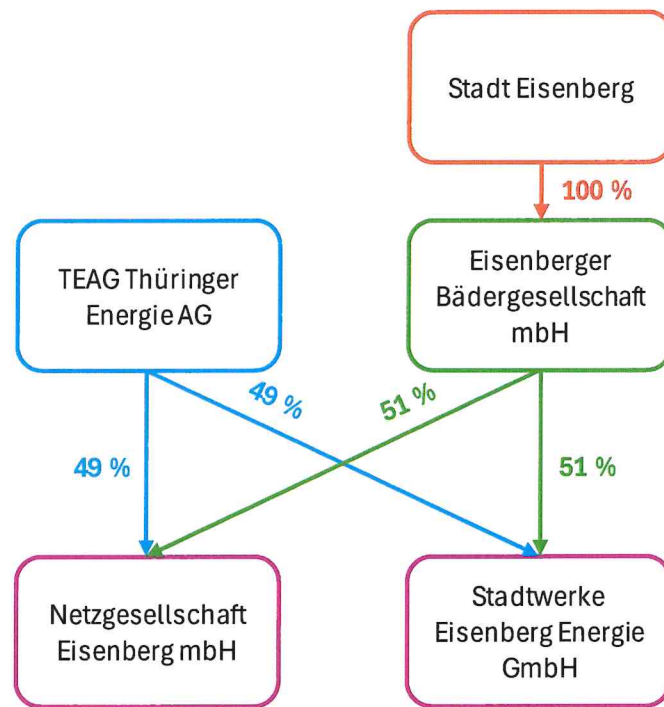 Stadt Eisenberg
100 %
TEAG Thüringer
Energie AG
Eisenberger
Bädergesellschaft
mbH
49 %
51 %
49 %
51 %
Netzgesellschaft
Eisenberg mbH
Stadtwerke
Eisenberg Energie
GmbH